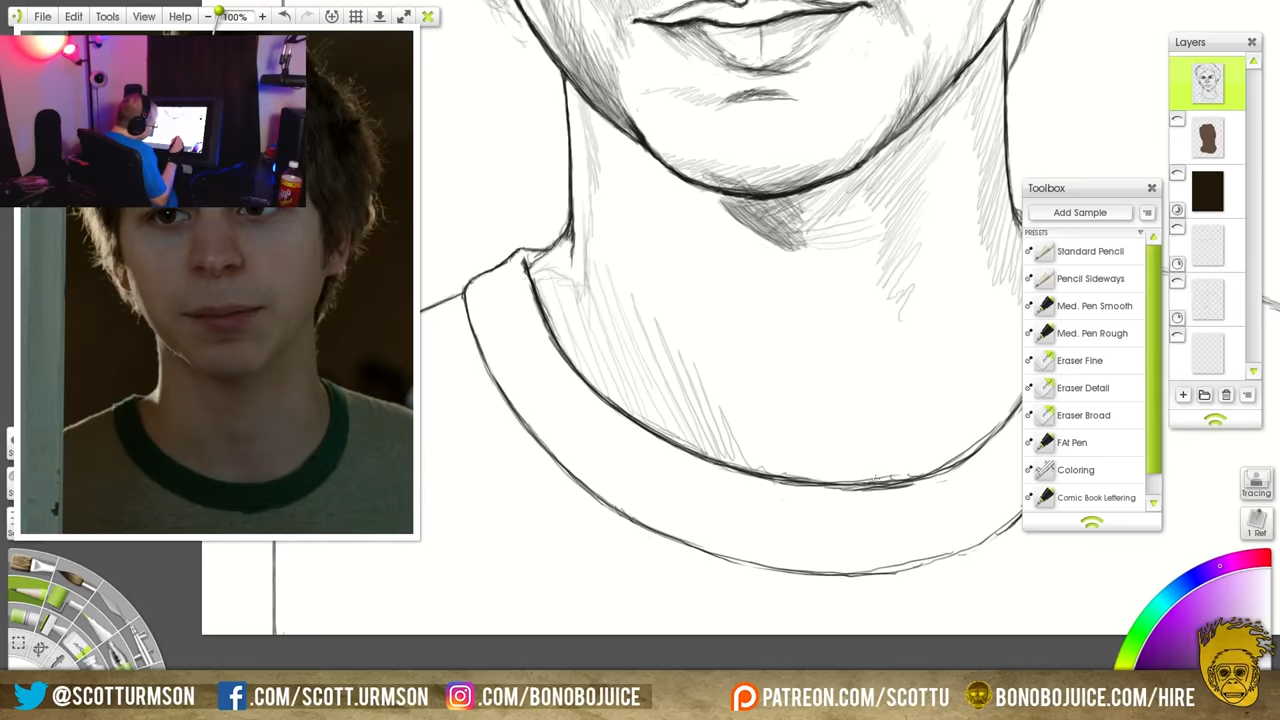 File Edit Tools View Help 100%
Layers
Toolbox
Add Sample
PRESETS
Standard Pencil
Pencil Sideways
Med. Pen Smooth
Med. Pen Rough
Eraser Fine
Eraser Detail
Eraser Broad
FAt Pen
Coloring
Comic Book Lettering
Tracing
1 Ref
@SCOTTURMSON .COM/SCOTT.URMSON .COM/BONOBOJUICE PATREON.COM/SCOTTU BONOBOJUICE.COM/HIRE